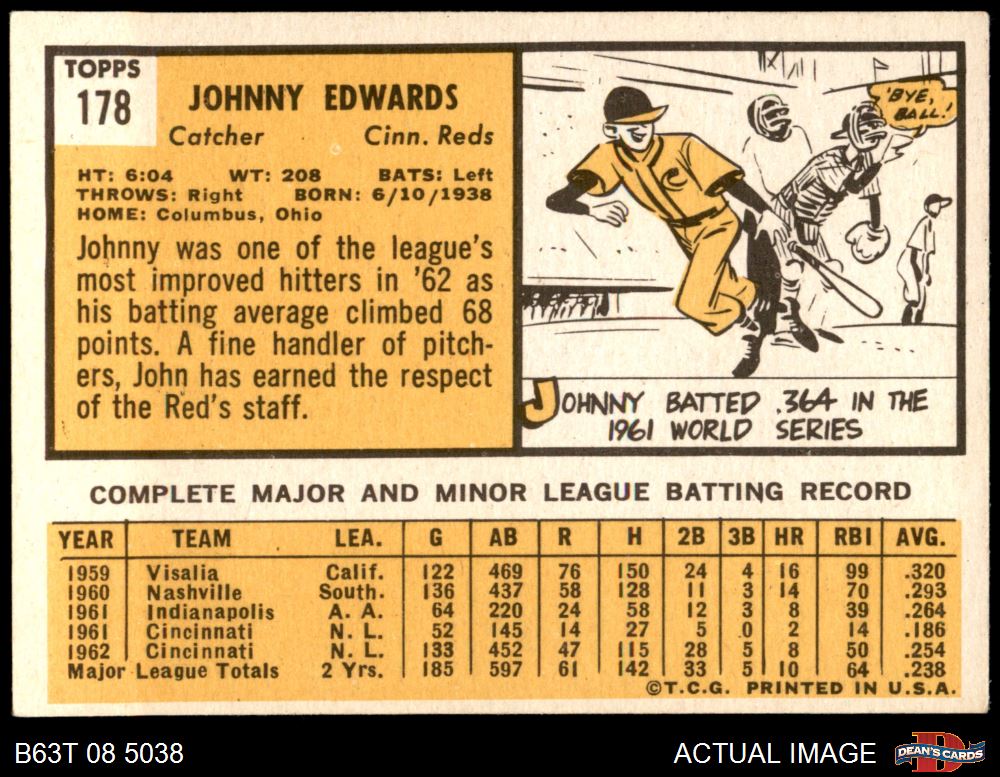 TOPPS
178
JOHNNY EDWARDS
Catcher Cinn. Reds
HT: 6:04 WT: 208 BATS: Left
THROWS: Right BORN: 6/10/1938
HOME: Columbus, Ohio
Johnny was one of the league's
most improved hitters in '62 as
his batting average climbed 68
points. A fine handler of pitch-
ers, John has earned the respect
of the Red's staff.
'BYE,
BALL!
C
JOHNNY BATTED .364 IN THE
1961 WORLD SERIES
COMPLETE MAJOR AND MINOR LEAGUE BATTING RECORD
YEAR TEAM LEA. G AB R H 2B 3B HR RBI AVG.
1959 Visalia Calif. 122 469 76 150 24 4 16 99 .320
1960 Nashville South. 136 437 58 128 11 3 14 70 .293
1961 Indianapolis A. A. 64 220 24 58 12 3 8 39 .264
1961 Cincinnati N. L. 52 145 14 27 5 0 2 14 .186
1962 Cincinnati N. L. 133 452 47 115 28 5 8 50 .254
Major League Totals 2 Yrs. 185 597 61 142 33 5 10 64 .238
©T.C.G. PRINTED IN U.S.A.
B63T 08 5038
ACTUAL IMAGE
D
DEAN'S CARDS